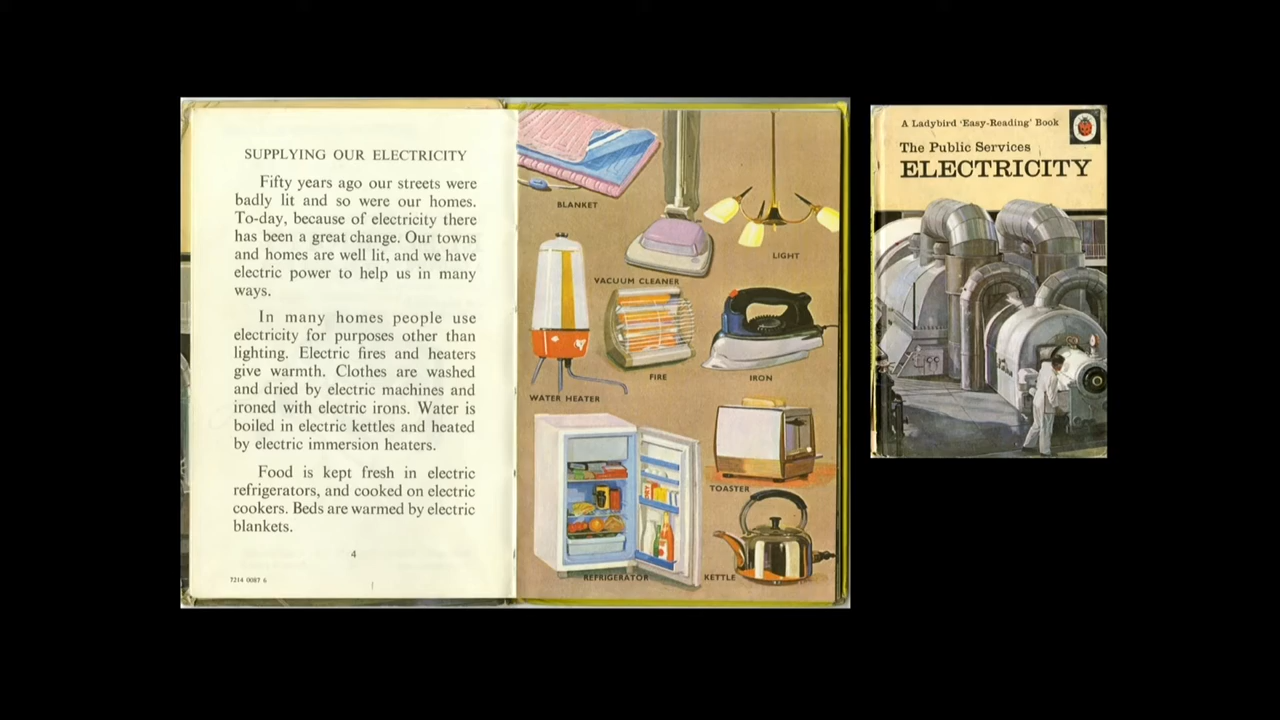 SUPPLYING OUR ELECTRICITY
Fifty years ago our streets were
badly lit and so were our homes.
To-day, because of electricity there
has been a great change. Our towns
and homes are well lit, and we have
electric power to help us in many
ways.
In many homes people use
electricity for purposes other than
lighting. Electric fires and heaters
give warmth. Clothes are washed
and dried by electric machines and
ironed with electric irons. Water is
boiled in electric kettles and heated
by electric immersion heaters.
Food is kept fresh in electric
refrigerators, and cooked on electric
cookers. Beds are warmed by electric
blankets.
4
7214 0087 6
BLANKET
LIGHT
VACUUM CLEANER
FIRE
IRON
WATER HEATER
TOASTER
REFRIGERATOR
KETTLE
A Ladybird 'Easy-Reading' Book
The Public Services
ELECTRICITY